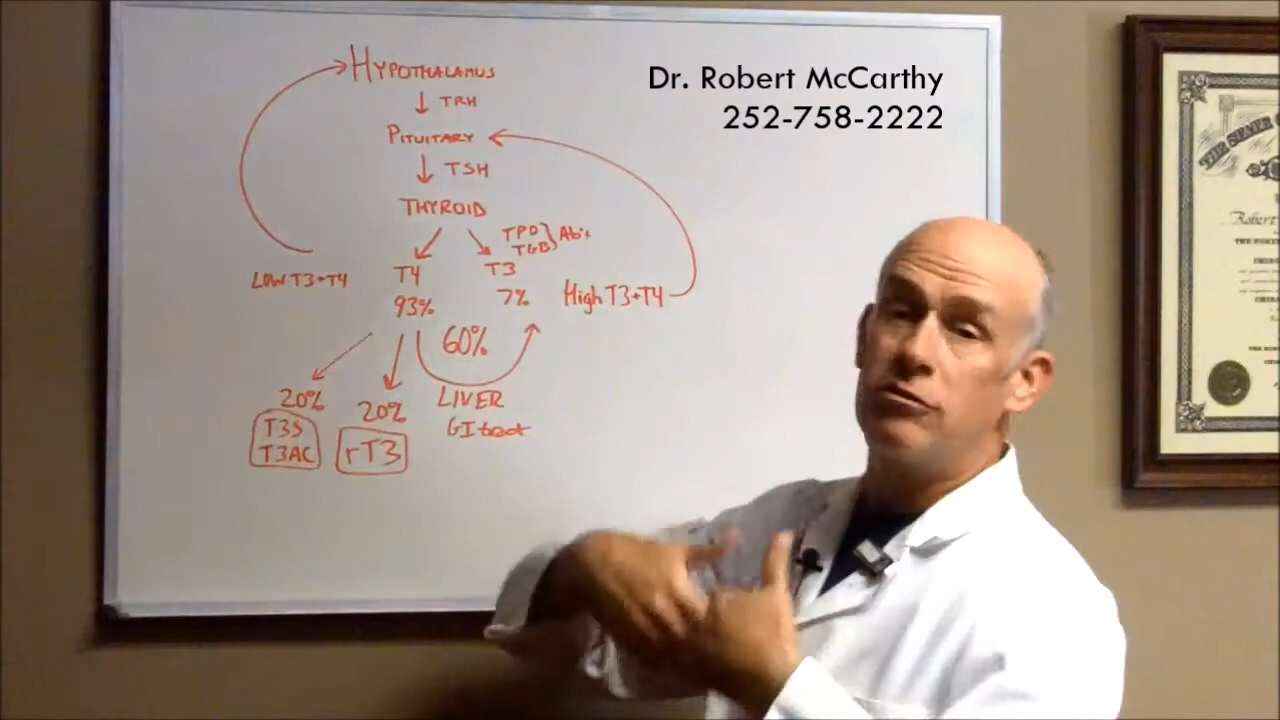 HYPOTHALAMUS
TRH
PITUITARY
TSH
THYROID
TPO
TGB
Ab's
LOW T3+T4
T4
T3
93%
7%
High T3+T4
60%
20%
20%
LIVER
GI tract
T3S
T3AC
rT3
Dr. Robert McCarthy
252-758-2222
Robert